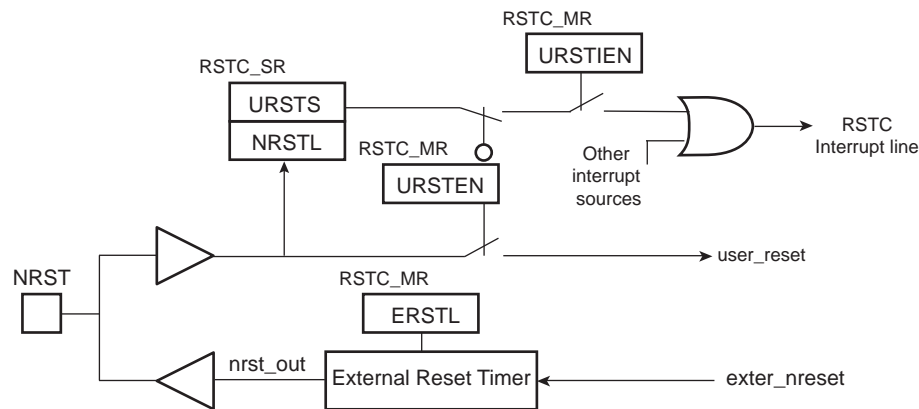 RSTC_MR
URSTIEN
RSTC_SR
URSTS
NRSTL
RSTC_MR
URSTEN
RSTC
Interrupt line
Other
interrupt
sources
user_reset
NRST
RSTC_MR
ERSTL
nrst_out
External Reset Timer
exter_nreset